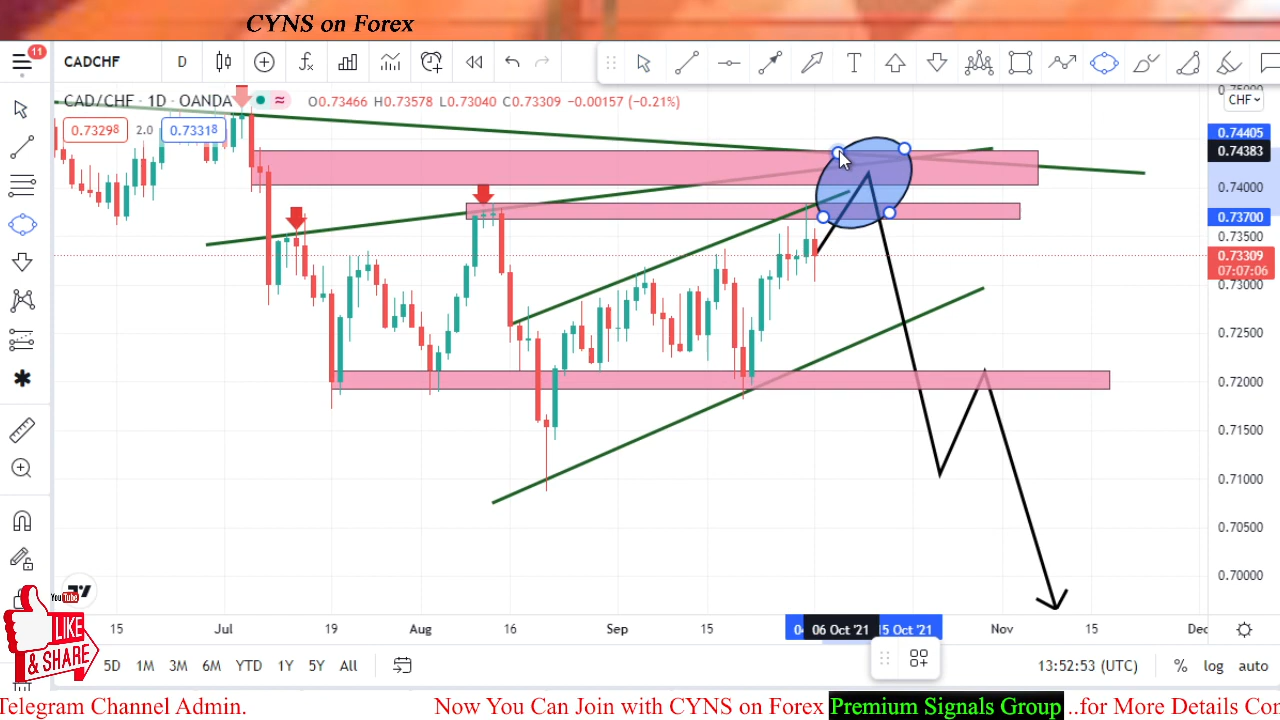 CYNS on Forex
11
CADCHF D
CAD/CHF · 1D · OANDA O0.73466 H0.73578 L0.73040 C0.73309 −0.00157 (−0.21%)
0.73298 2.0 0.73318
CHF
0.74405
0.74383
0.74000
0.73700
0.73500
0.73309
07:07:06
0.73000
0.72500
0.72000
0.71500
0.71000
0.70500
0.70000
15 Jul 19 Aug 16 Sep 15 06 Oct '21 15 Oct '21 Nov 15 Dec
YouTube
LIKE
& SHARE
5D 1M 3M 6M YTD 1Y 5Y All 13:52:53 (UTC) % log auto
Telegram Channel Admin. Now You Can Join with CYNS on Forex Premium Signals Group ..for More Details